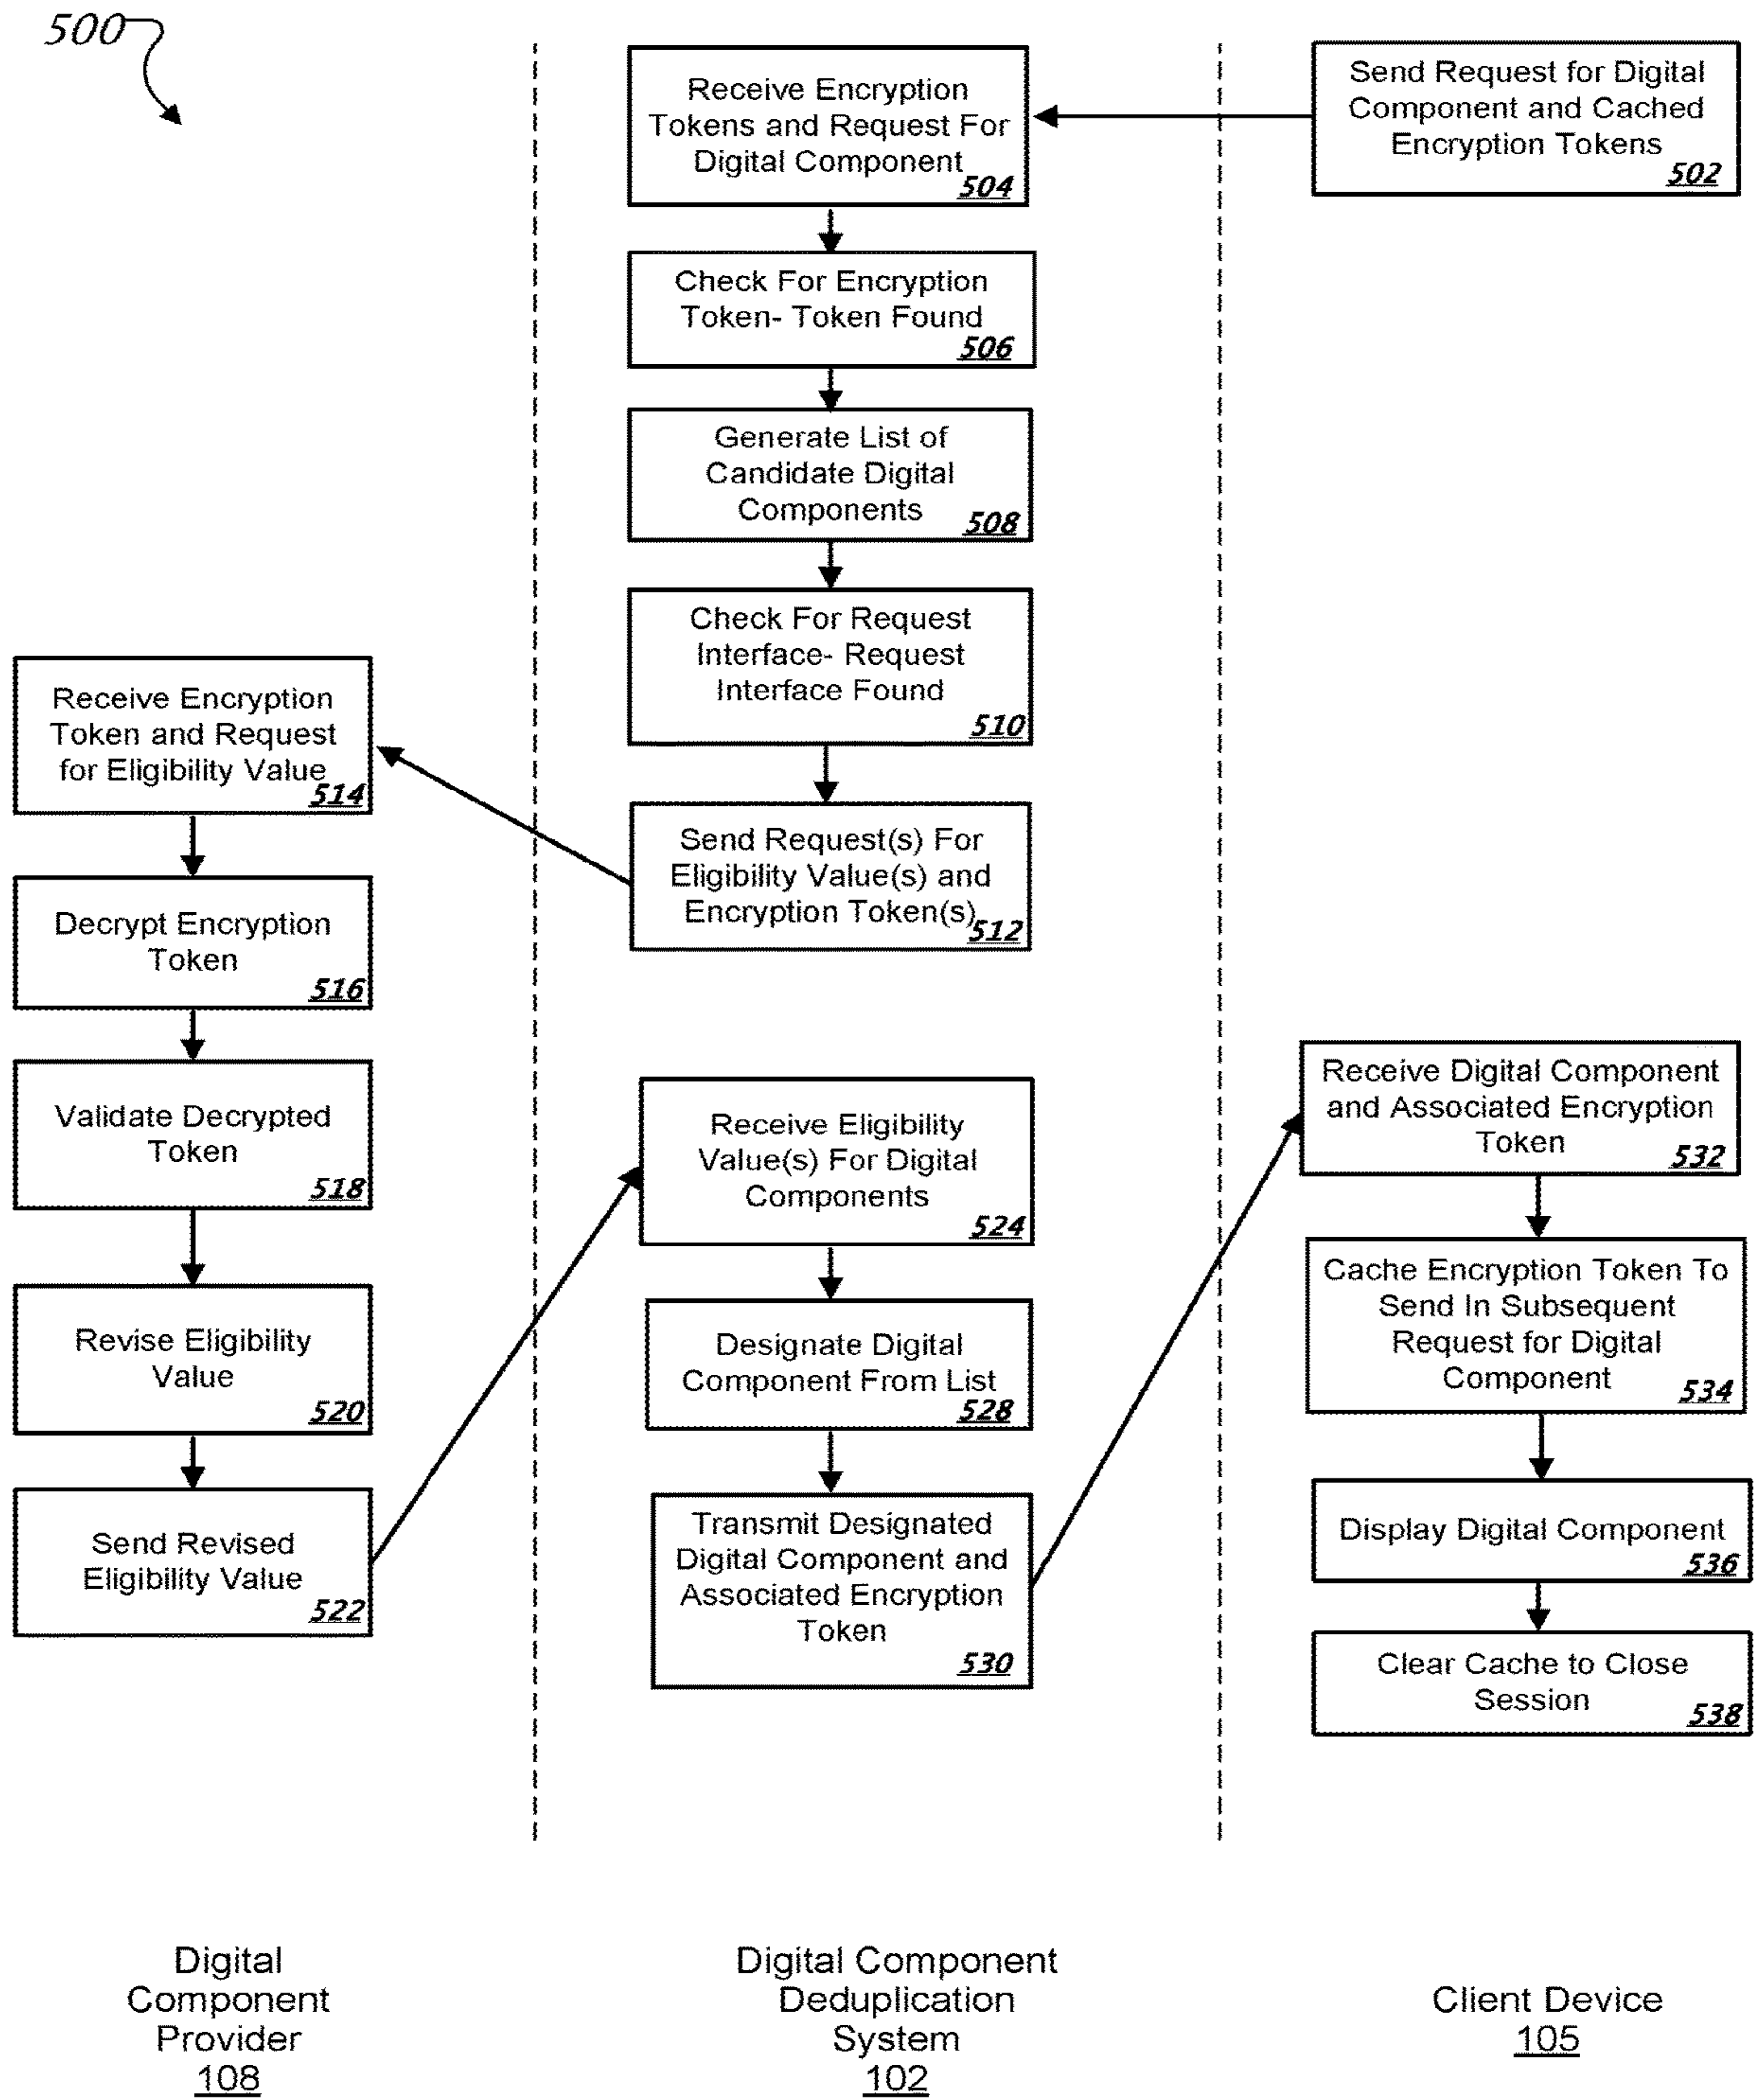 500
Send Request for Digital
Component and Cached
Encryption Tokens
502
Receive Encryption
Tokens and Request For
Digital Component
504
Check For Encryption
Token- Token Found
506
Generate List of
Candidate Digital
Components
508
Check For Request
Interface- Request
Interface Found
510
Send Request(s) For
Eligibility Value(s) and
Encryption Token(s)
512
Receive Encryption
Token and Request
for Eligibility Value
514
Decrypt Encryption
Token
516
Validate Decrypted
Token
518
Revise Eligibility
Value
520
Send Revised
Eligibility Value
522
Receive Eligibility
Value(s) For Digital
Components
524
Designate Digital
Component From List
528
Transmit Designated
Digital Component and
Associated Encryption
Token
530
Receive Digital Component
and Associated Encryption
Token
532
Cache Encryption Token To
Send In Subsequent
Request for Digital
Component
534
Display Digital Component
536
Clear Cache to Close
Session
538
Digital
Component
Provider
108
Digital Component
Deduplication
System
102
Client Device
105